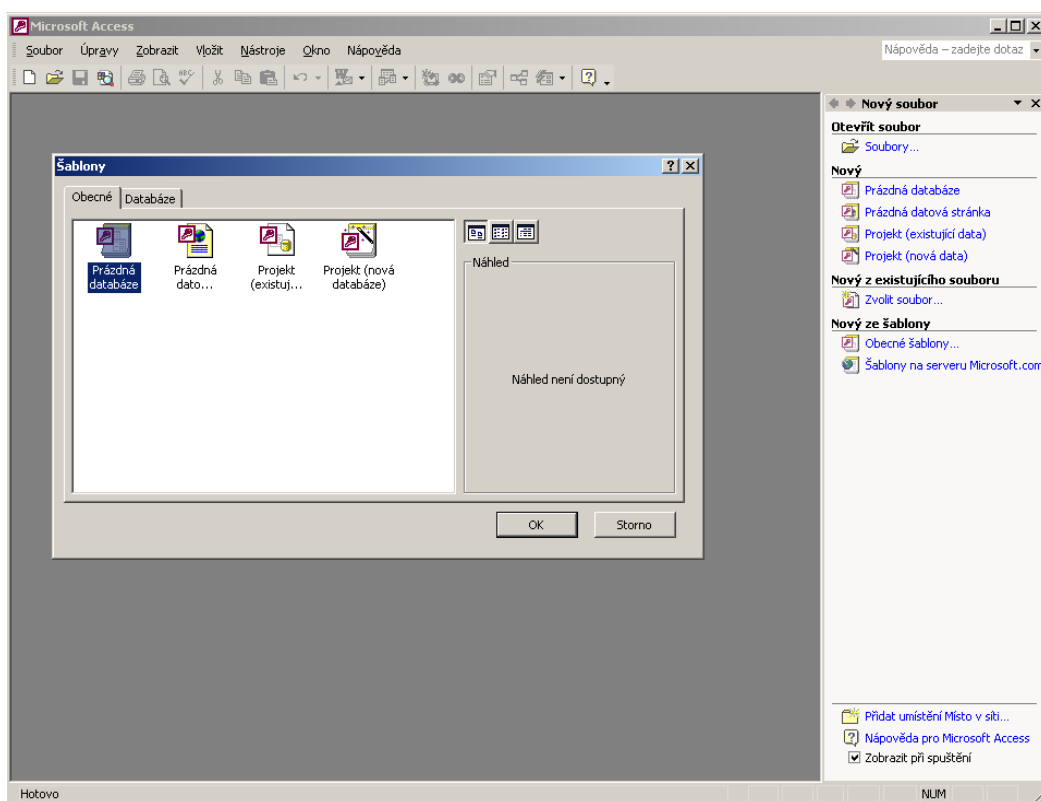 Microsoft Access
Soubor Úpravy Zobrazit Vložit Nástroje Okno Nápověda
Nápověda – zadejte dotaz
Nový soubor
Otevřít soubor
Soubory...
Nový
Prázdná databáze
Prázdná datová stránka
Projekt (existující data)
Projekt (nová data)
Nový z existujícího souboru
Zvolit soubor...
Nový ze šablony
Obecné šablony...
Šablony na serveru Microsoft.com
Šablony
Obecné Databáze
Prázdná
databáze
Prázdná
dato...
Projekt
(existuj...
Projekt (nová
databáze)
Náhled
Náhled není dostupný
OK
Storno
Přidat umístění Místo v síti...
Nápověda pro Microsoft Access
Zobrazit při spuštění
Hotovo
NUM